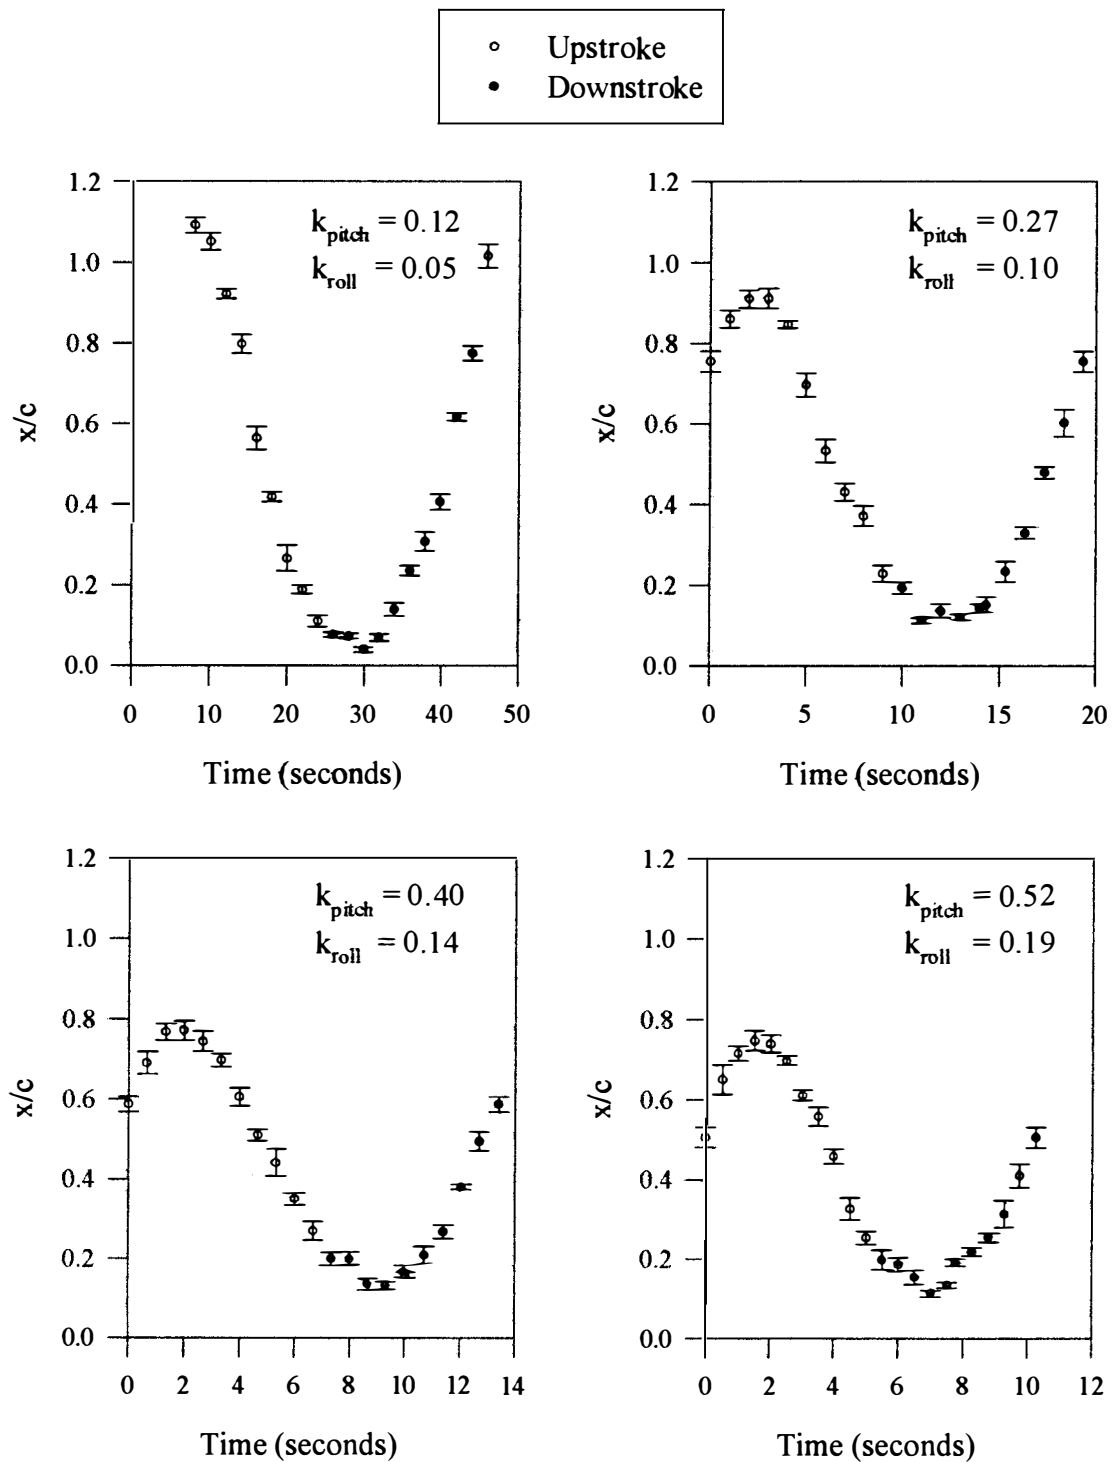 Upstroke
Downstroke
1.2
1.0
0.8
0.6
0.4
0.2
0.0
x/c
k_pitch = 0.12
k_roll = 0.05
0 10 20 30 40 50
Time (seconds)
1.2
1.0
0.8
0.6
0.4
0.2
0.0
x/c
k_pitch = 0.27
k_roll = 0.10
0 5 10 15 20
Time (seconds)
1.2
1.0
0.8
0.6
0.4
0.2
0.0
x/c
k_pitch = 0.40
k_roll = 0.14
0 2 4 6 8 10 12 14
Time (seconds)
1.2
1.0
0.8
0.6
0.4
0.2
0.0
x/c
k_pitch = 0.52
k_roll = 0.19
0 2 4 6 8 10 12
Time (seconds)